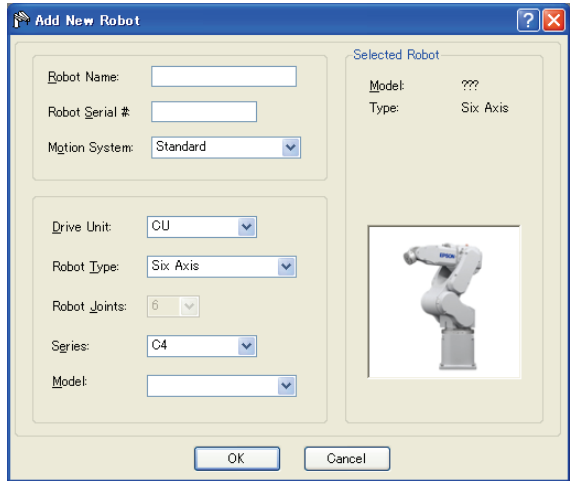 Add New Robot
Robot Name:
Robot Serial #:
Motion System: Standard
Drive Unit: CU
Robot Type: Six Axis
Robot Joints: 6
Series: C4
Model:
Selected Robot
Model: ???
Type: Six Axis
EPSON
OK Cancel